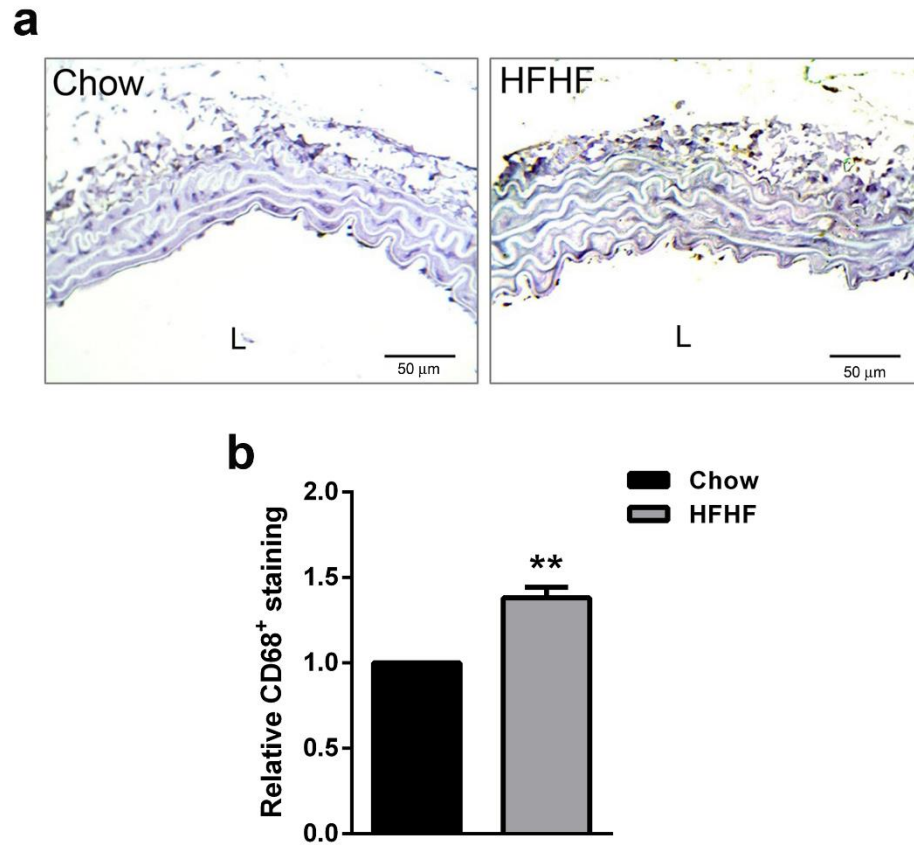 a
Chow
HFHF
L
L
50 μm
50 μm
b
Chow
HFHF
Relative CD68⁺ staining
2.0
1.5
1.0
0.5
0.0
**